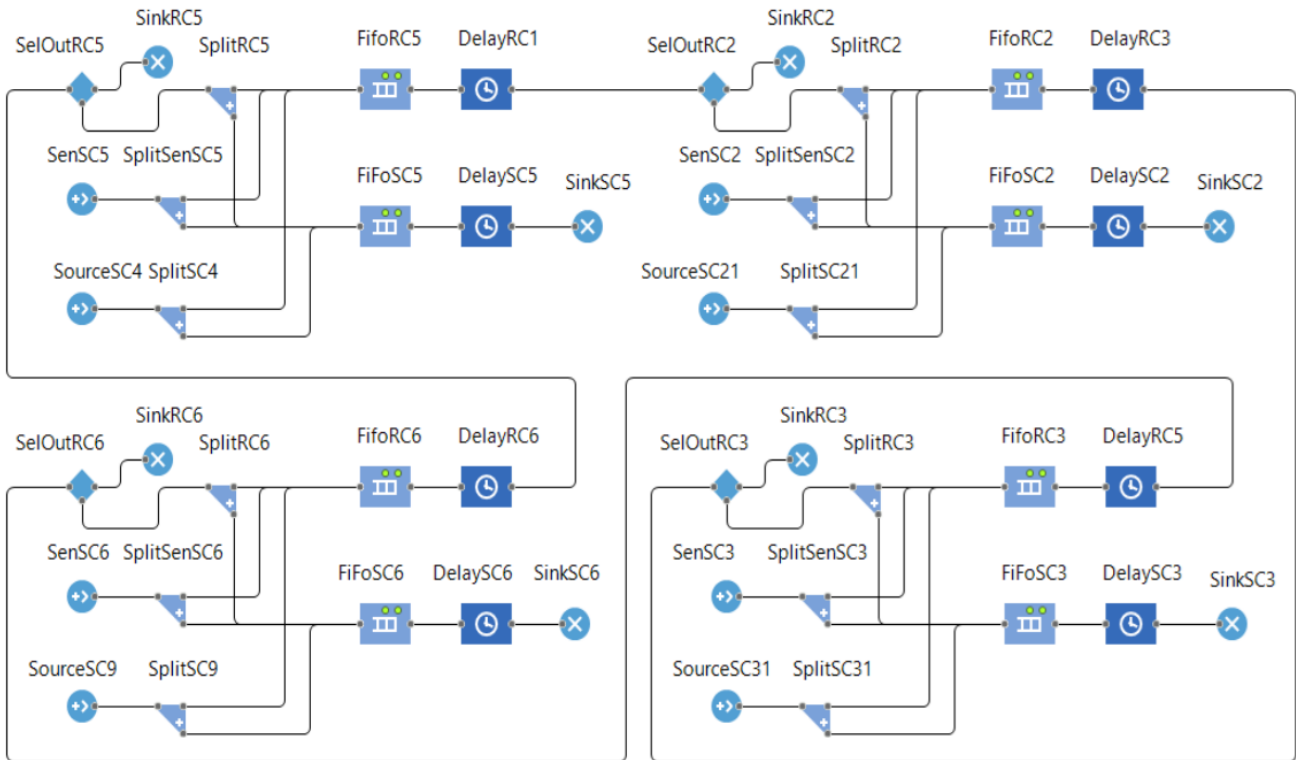 SinkRC5
SelOutRC5 SplitRC5 FifoRC5 DelayRC1
SenSC5 SplitSenSC5
FiFoSC5 DelaySC5 SinkSC5
SourceSC4 SplitSC4
SinkRC2
SelOutRC2 SplitRC2 FifoRC2 DelayRC3
SenSC2 SplitSenSC2
FiFoSC2 DelaySC2 SinkSC2
SourceSC21 SplitSC21
SinkRC6
SelOutRC6 SplitRC6 FifoRC6 DelayRC6
SenSC6 SplitSenSC6
FiFoSC6 DelaySC6 SinkSC6
SourceSC9 SplitSC9
SinkRC3
SelOutRC3 SplitRC3 FifoRC3 DelayRC5
SenSC3 SplitSenSC3
FiFoSC3 DelaySC3 SinkSC3
SourceSC31 SplitSC31